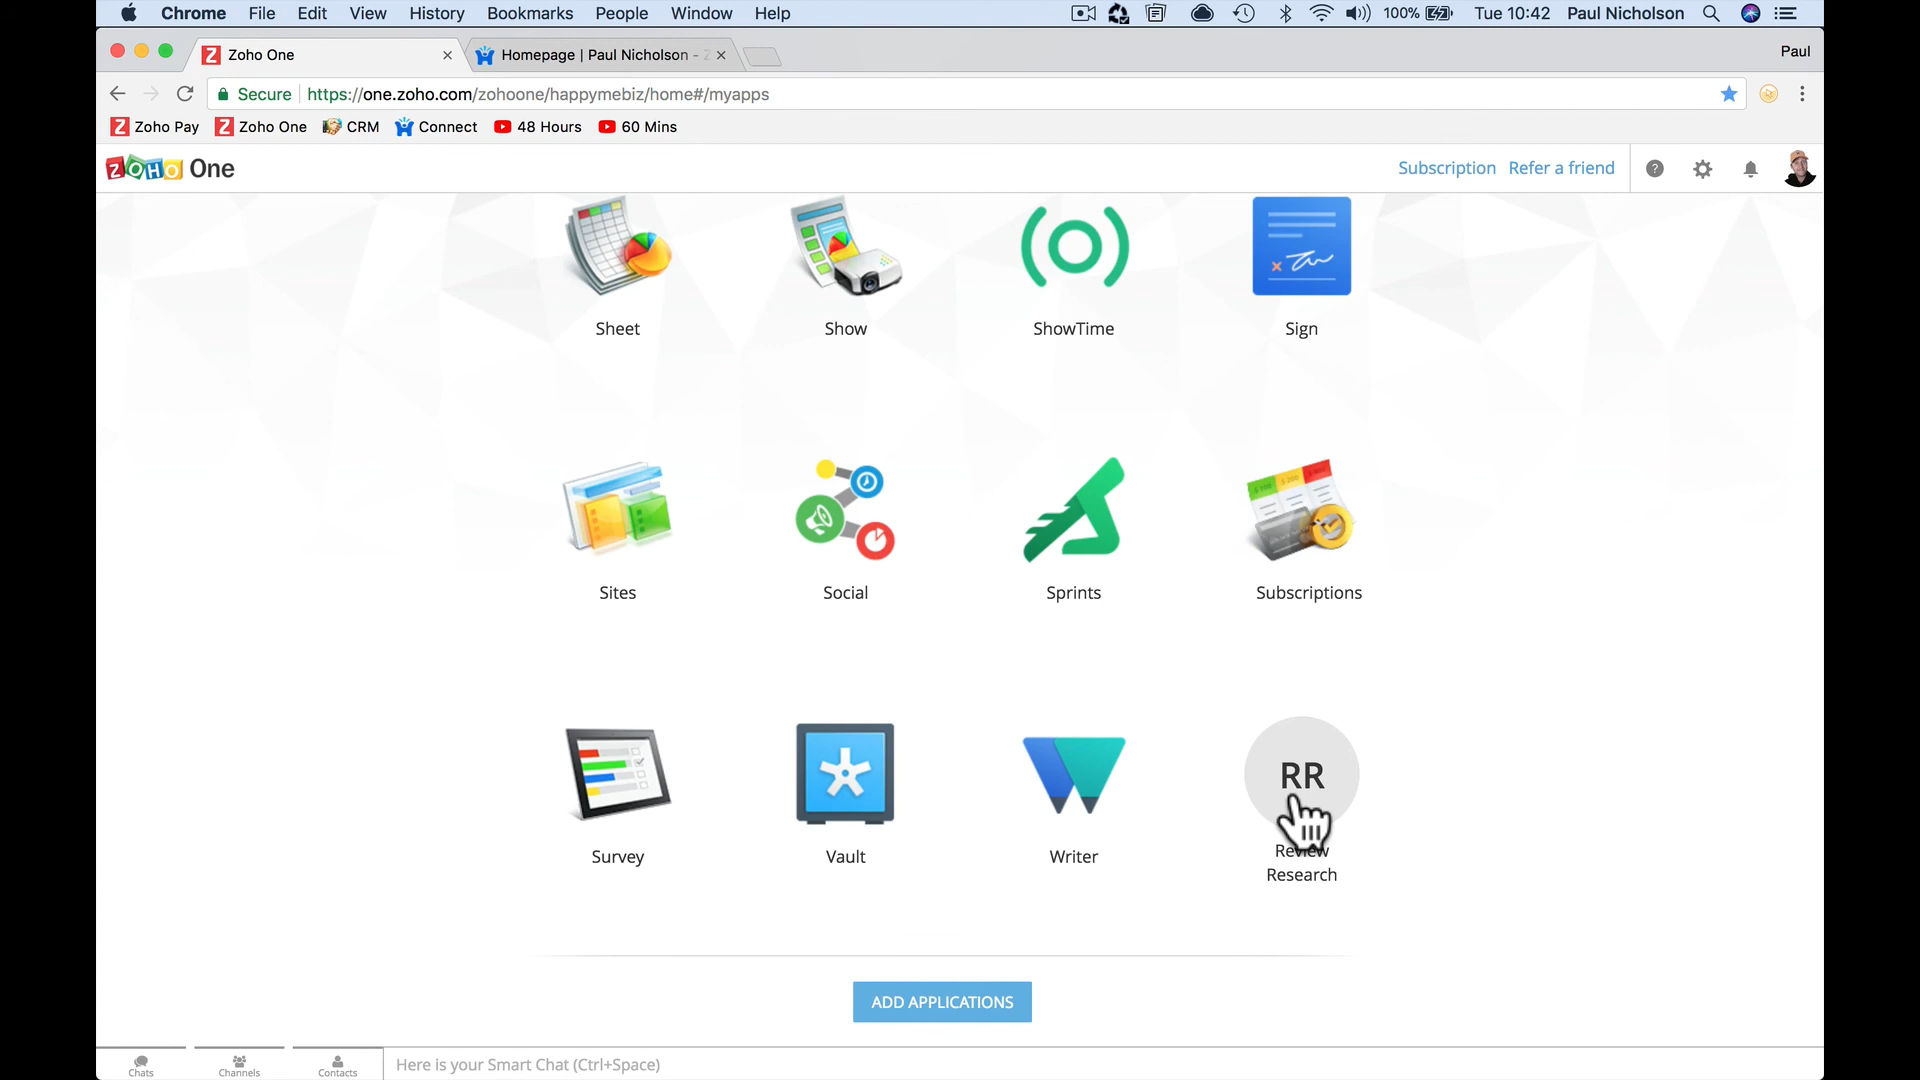 Chrome File Edit View History Bookmarks People Window Help 100% Tue 10:42 Paul Nicholson
Zoho One Homepage | Paul Nicholson - Paul
Secure https://one.zoho.com/zohoone/happymebiz/home#/myapps
Zoho Pay Zoho One CRM Connect 48 Hours 60 Mins
ZOHO One Subscription Refer a friend
Sheet Show ShowTime Sign
Sites Social Sprints Subscriptions
RR
Survey Vault Writer Review
Research
ADD APPLICATIONS
Chats Channels Contacts Here is your Smart Chat (Ctrl+Space)